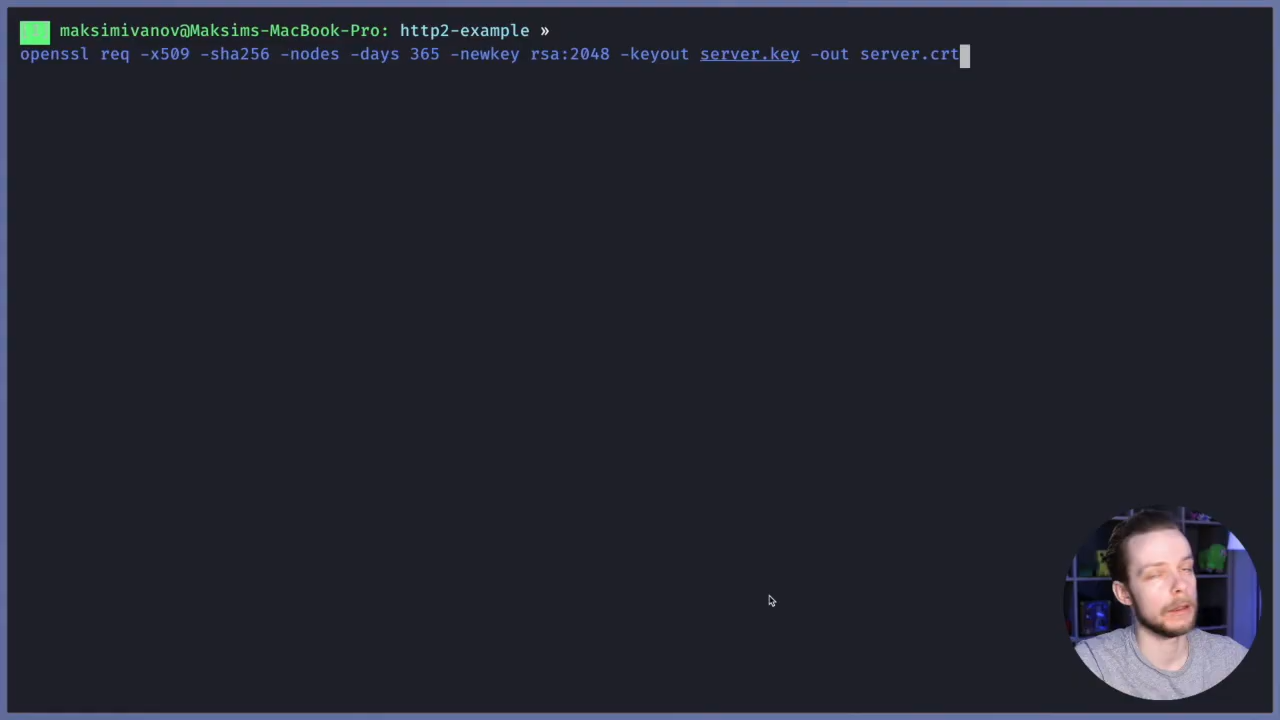 maksimivanov@Maksims-MacBook-Pro: http2-example »
openssl req -x509 -sha256 -nodes -days 365 -newkey rsa:2048 -keyout server.key -out server.crt